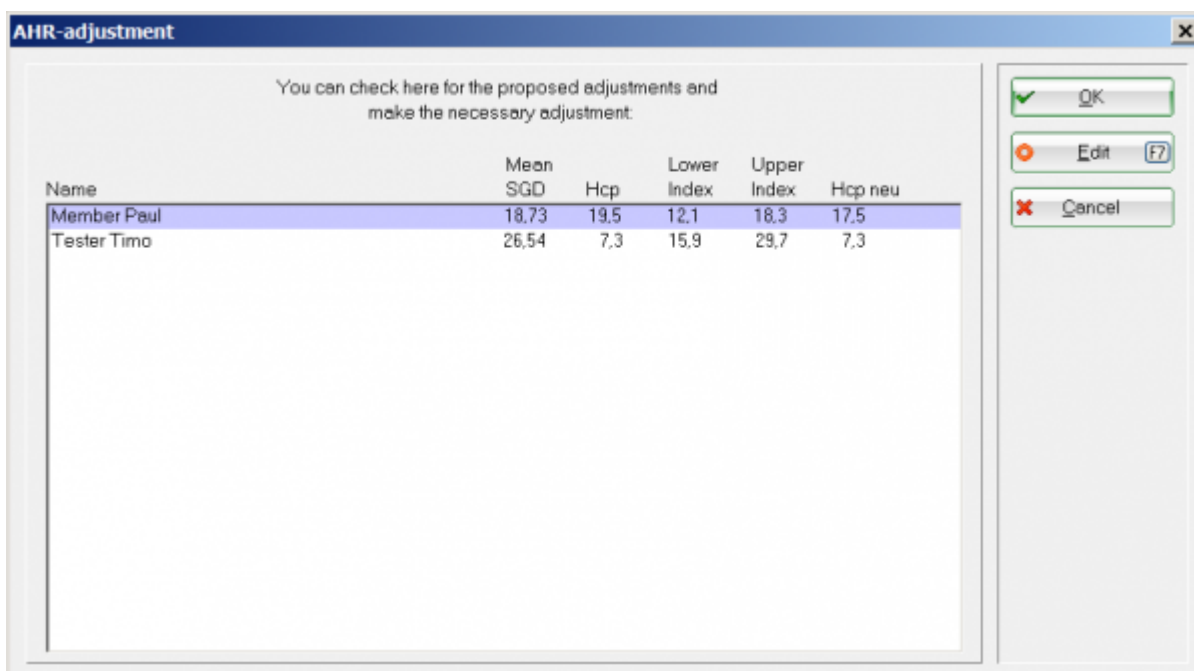 AHR-adjustment
You can check here for the proposed adjustments and
make the necessary adjustment:
Mean Lower Upper
Name SGD Hcp Index Index Hcp neu
Member Paul 18,73 19,5 12,1 18,3 17,5
Tester Timo 26,54 7,3 15,9 29,7 7,3
OK
Edit F7
Cancel